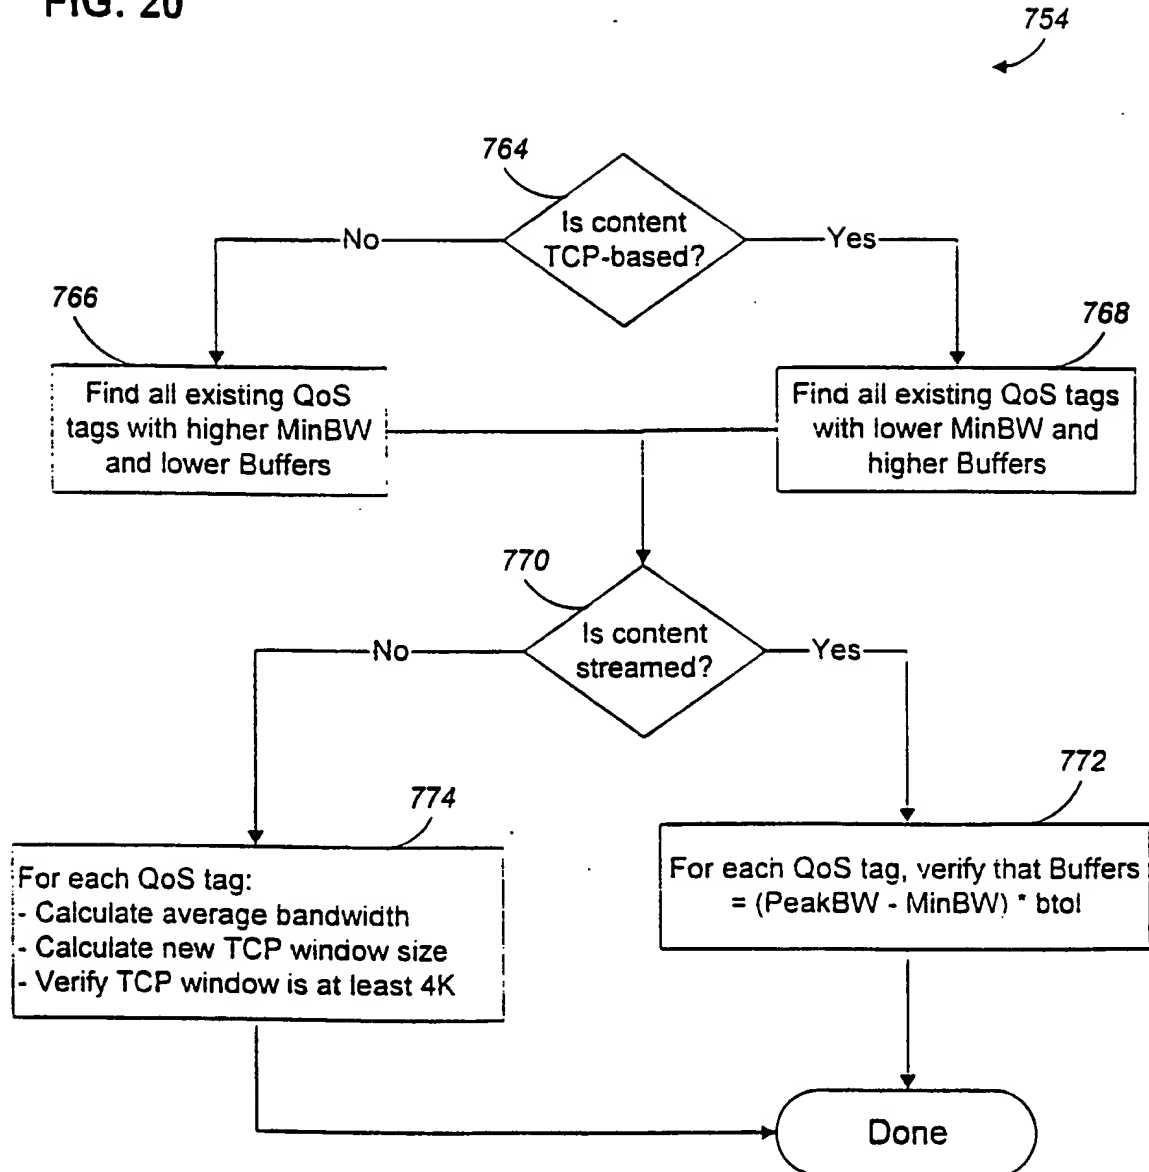 FIG. 20
754
764
Is content
TCP-based?
No
Yes
766
768
Find all existing QoS
tags with higher MinBW
and lower Buffers
Find all existing QoS tags
with lower MinBW and
higher Buffers
770
Is content
streamed?
No
Yes
772
774
For each QoS tag:
- Calculate average bandwidth
- Calculate new TCP window size
- Verify TCP window is at least 4K
For each QoS tag, verify that Buffers
= (PeakBW - MinBW) * btol
Done